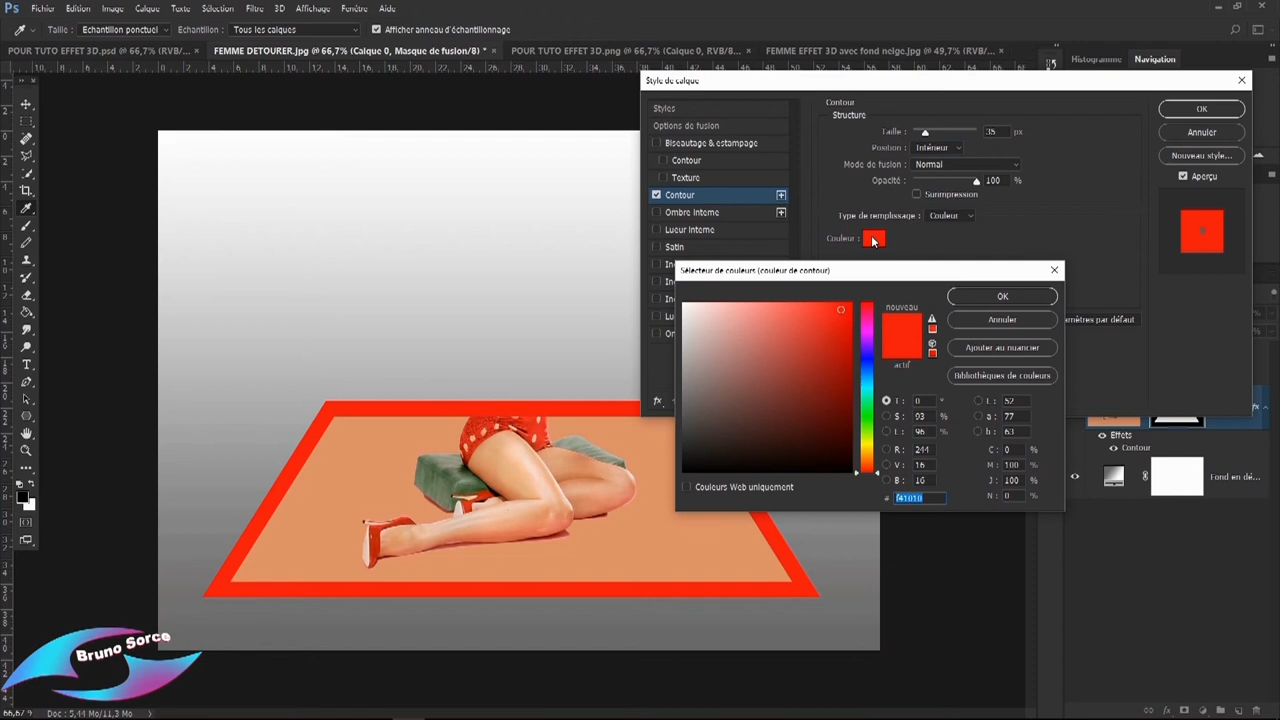 Ps Fichier Edition Image Calque Texte Sélection Filtre 3D Affichage Fenêtre Aide
Taille : Echantillon ponctuel Echantillon : Tous les calques Afficher anneau d'échantillonnage
POUR TUTO EFFET 3D.psd @ 66,7% (RVB/... × FEMME DETOURER.jpg @ 66,7% (Calque 0, Masque de fusion/8) * × POUR TUTO EFFET 3D.png @ 66,7% (Calque 0, RVB/8... × FEMME EFFET 3D avec fond neige.jpg @ 49,7% (RVB/... ×
Histogramme Navigation
Style de calque
Styles
Options de fusion
Biseautage & estampage
Contour
Texture
Contour
Ombre interne
Lueur interne
Satin
Contour
Structure
Taille : 35 px
Position : Intérieur
Mode de fusion : Normal
Opacité : 100 %
Surimpression
Type de remplissage : Couleur
Couleur :
OK
Annuler
Nouveau style...
Aperçu
Sélecteur de couleurs (couleur de contour)
nouveau
actif
OK
Annuler
Ajouter au nuancier
Bibliothèques de couleurs
T : 0 °
S : 93 %
L : 96 %
R : 244
V : 16
B : 16
# f41010
L : 52
a : 77
b : 63
C : 0 %
M : 100 %
J : 100 %
N : 0 %
Couleurs Web uniquement
par défaut
fx
Effets
Contour
Fond en dé...
Bruno Sorce
Doc : 5,44 Mo/11,3 Mo